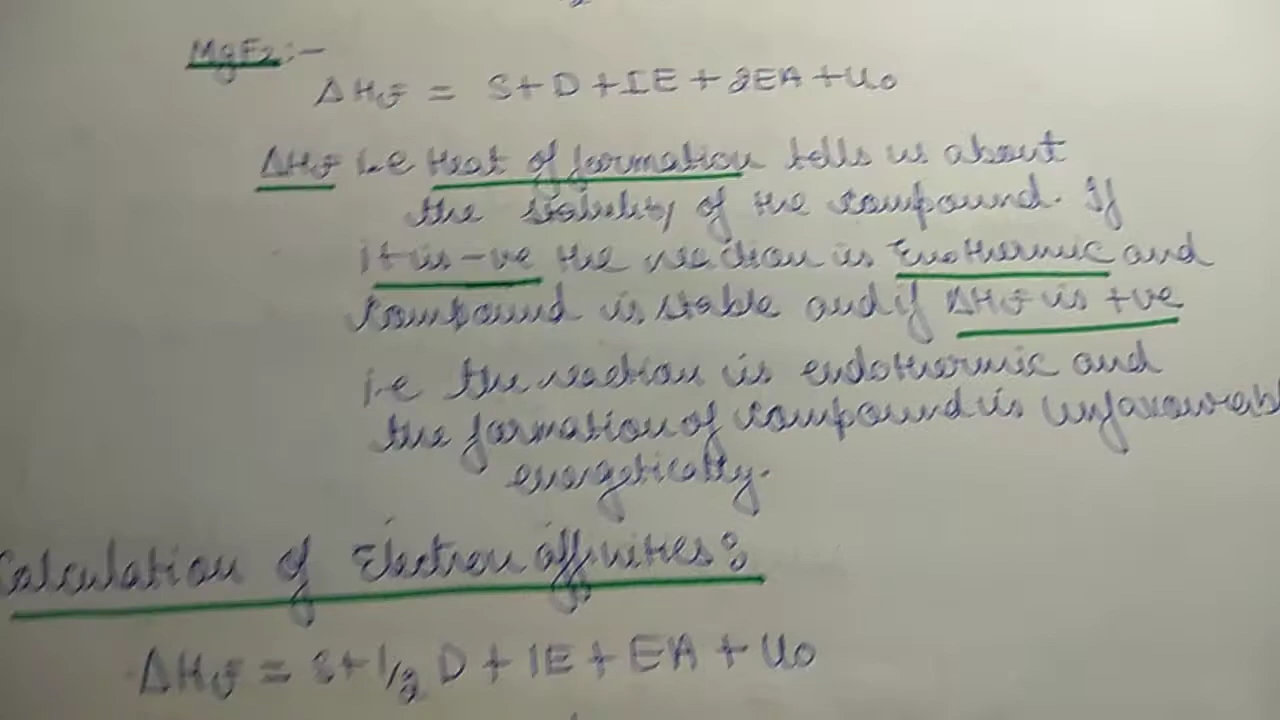 MgF2:-
ΔHf = S + D + IE + 2EA + U0
ΔHf i.e Heat of formation tells us about
the stability of the compound. If
it is -ve the reaction is Exothermic and
compound is stable and if ΔHf is +ve
i.e the reaction is endothermic and
the formation of compound is unfavourabl
energetically.
Calculation of Electron affinities:
ΔHf = S + 1/2 D + IE + EA + U0